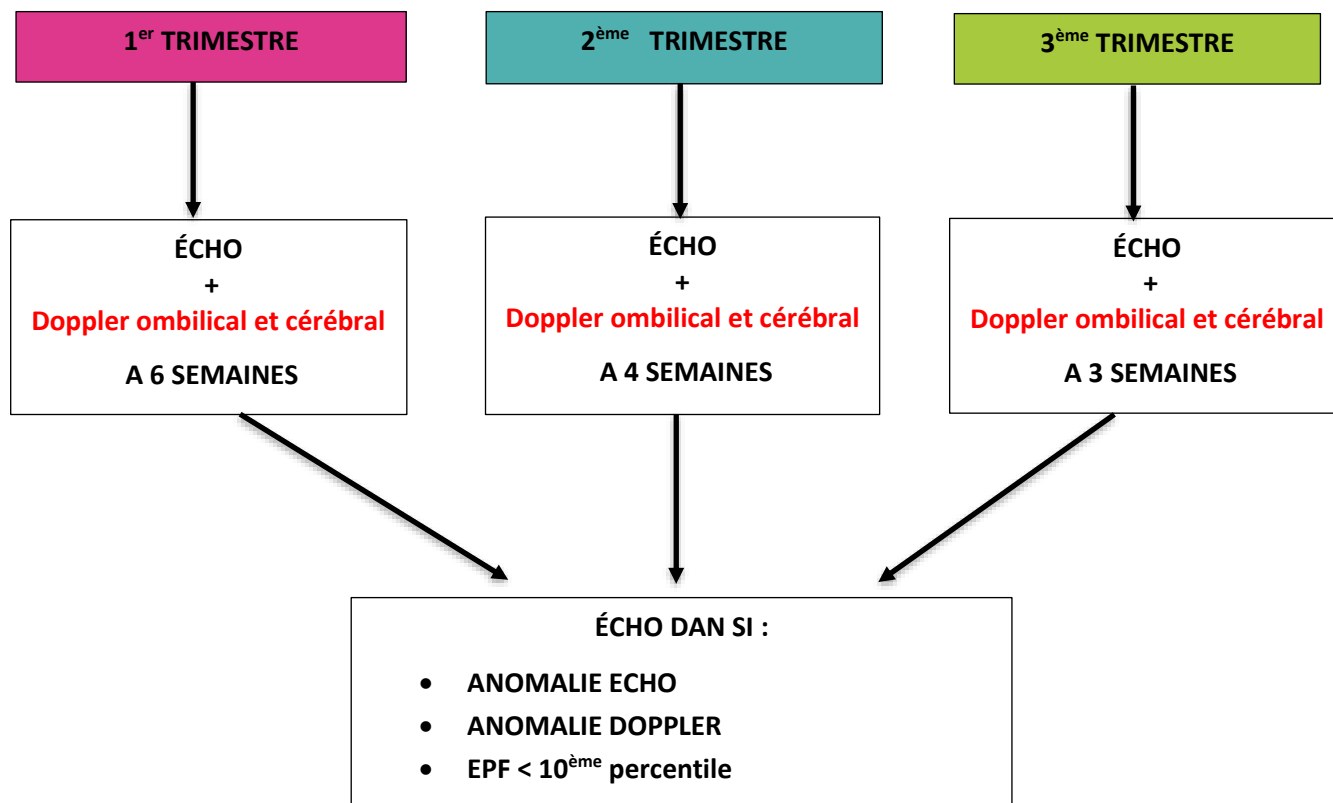 1er TRIMESTRE
2ème TRIMESTRE
3ème TRIMESTRE
ÉCHO
+
Doppler ombilical et cérébral
A 6 SEMAINES
ÉCHO
+
Doppler ombilical et cérébral
A 4 SEMAINES
ÉCHO
+
Doppler ombilical et cérébral
A 3 SEMAINES
ÉCHO DAN SI :
• ANOMALIE ECHO
• ANOMALIE DOPPLER
• EPF < 10ème percentile